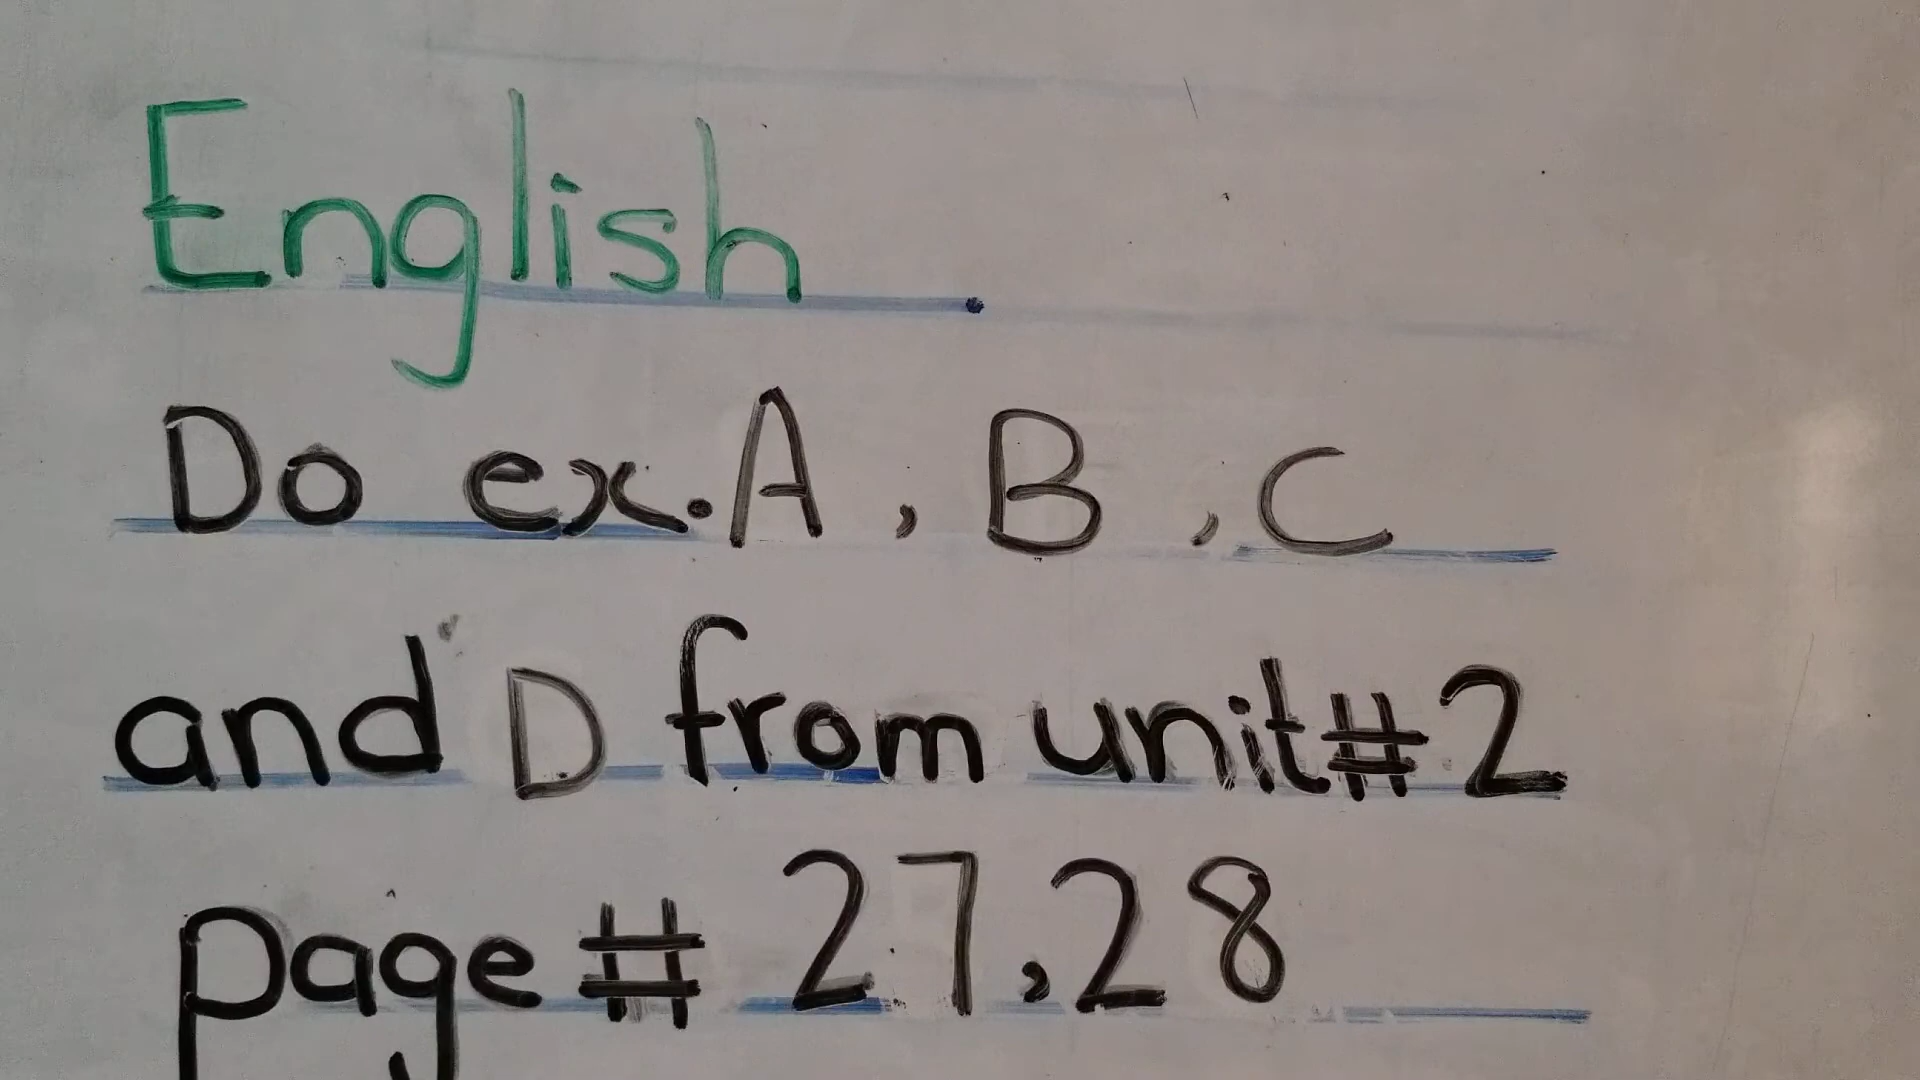 English
Do ex. A, B, C
and D from unit #2
page # 27, 28